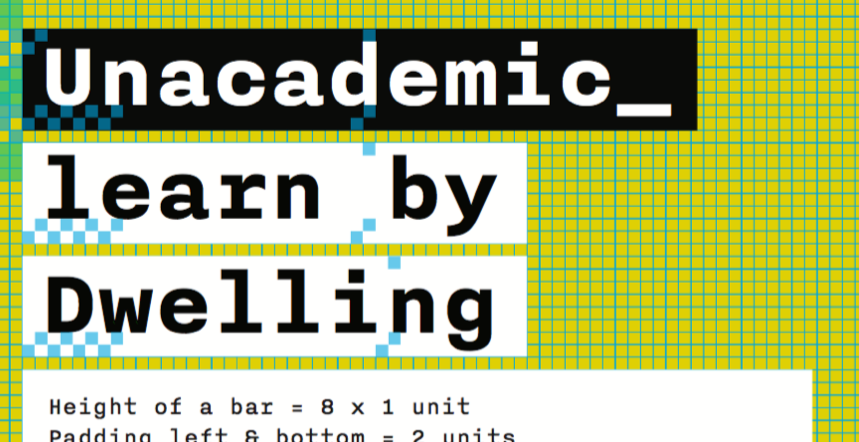 Unacademic_
learn by
Dwelling
Height of a bar = 8 x 1 unit
Padding left & bottom = 2 units